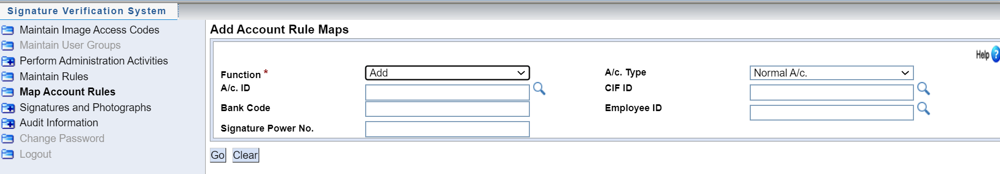 Signature Verification System
Maintain Image Access Codes
Maintain User Groups
Perform Administration Activities
Maintain Rules
Map Account Rules
Signatures and Photographs
Audit Information
Change Password
Logout
Add Account Rule Maps
Help ?
Function * Add A/c. Type Normal A/c.
A/c. ID CIF ID
Bank Code Employee ID
Signature Power No.
Go Clear